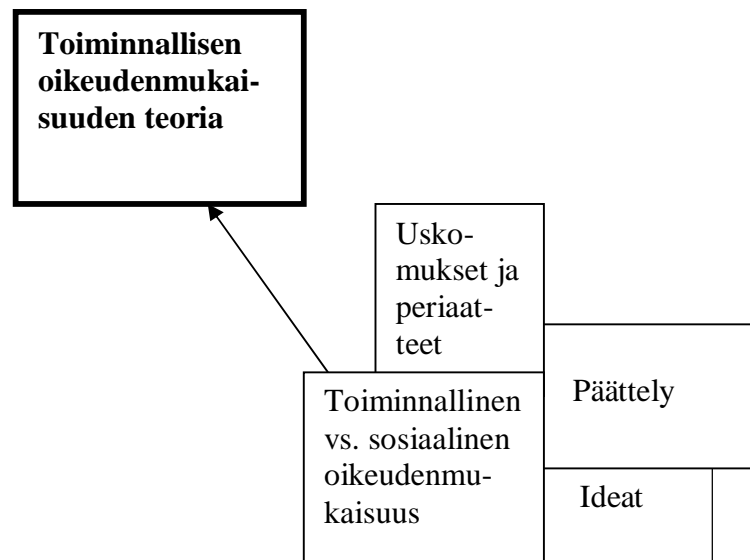 Toiminnallisen
oikeudenmukai-
suuden teoria
Usko-
mukset ja
periaat-
teet
Päättely
Toiminnallinen
vs. sosiaalinen
oikeudenmu-
kaisuus
Ideat